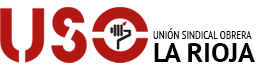 USO
UNIÓN SINDICAL OBRERA
LA RIOJA